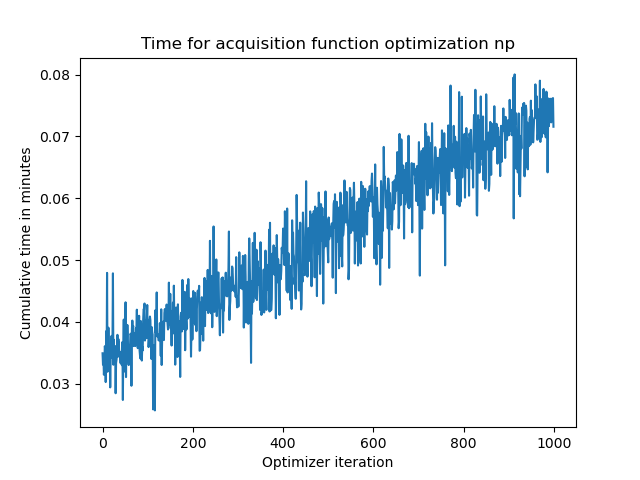 Time for acquisition function optimization np
0.08
0.07
0.06
0.05
0.04
0.03
Cumulative time in minutes
0 200 400 600 800 1000
Optimizer iteration